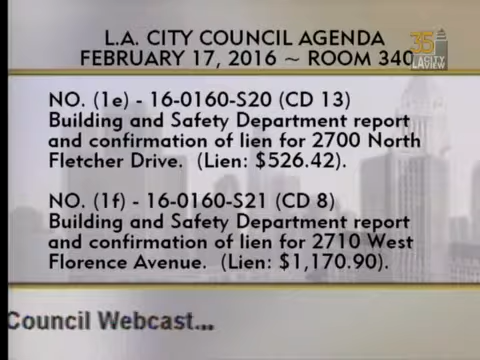 L.A. CITY COUNCIL AGENDA
FEBRUARY 17, 2016 ~ ROOM 340
35
LACITY
VIEW
NO. (1e) - 16-0160-S20 (CD 13)
Building and Safety Department report
and confirmation of lien for 2700 North
Fletcher Drive. (Lien: $526.42).
NO. (1f) - 16-0160-S21 (CD 8)
Building and Safety Department report
and confirmation of lien for 2710 West
Florence Avenue. (Lien: $1,170.90).
Council Webcast...